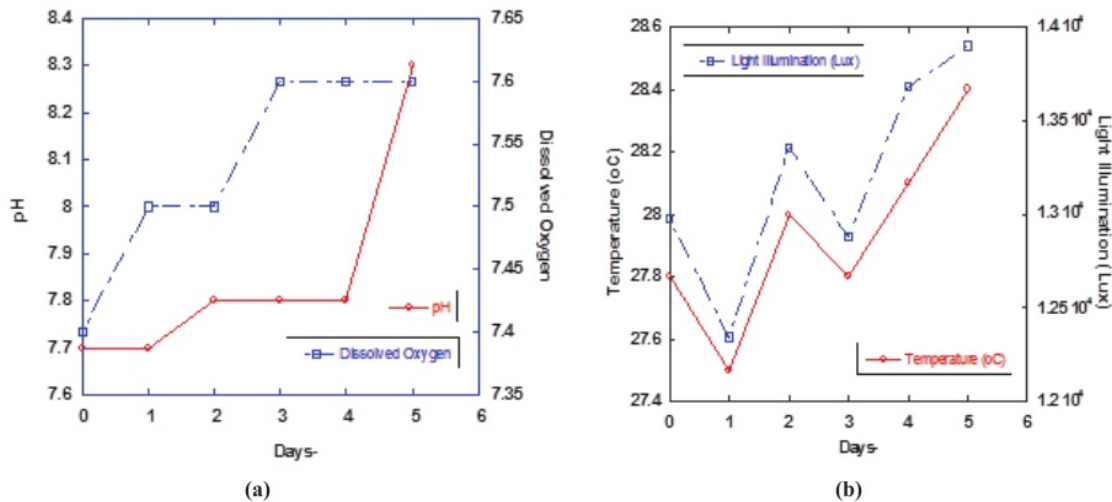 8.4
8.3
8.2
8.1
8
7.9
7.8
7.7
7.6
pH
7.65
7.6
7.55
7.5
7.45
7.4
7.35
Dissolved Oxygen
pH
Dissolved Oxygen
0 1 2 3 4 5 6
Days-
(a)
28.6
28.4
28.2
28
27.8
27.6
27.4
Temperature (oC)
1.4 10⁴
1.35 10⁴
1.3 10⁴
1.25 10⁴
1.2 10⁴
Light Illumination (Lux)
Light Illumination (Lux)
Temperature (oC)
0 1 2 3 4 5 6
Days-
(b)